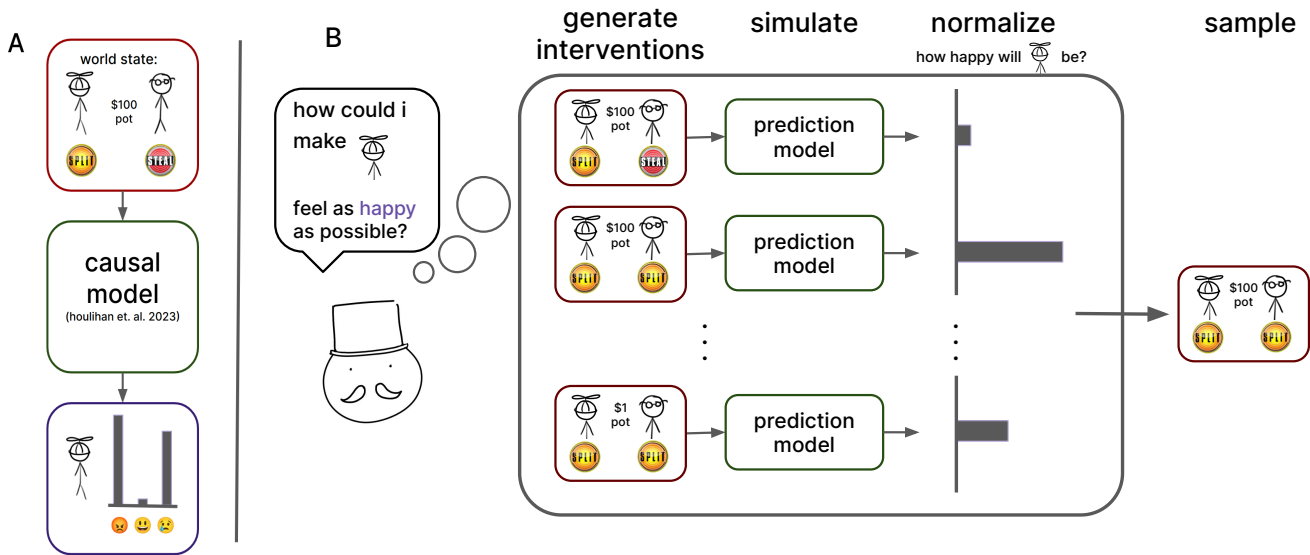 A
world state:
$100
pot
SPLIT
STEAL
causal
model
(houlihan et. al. 2023)
B
how could i
make
feel as happy
as possible?
generate
interventions
simulate
normalize
how happy will be?
sample
$100
pot
SPLIT
STEAL
prediction
model
$100
pot
SPLIT
SPLIT
prediction
model
$1
pot
SPLIT
SPLIT
prediction
model
$100
pot
SPLIT
SPLIT